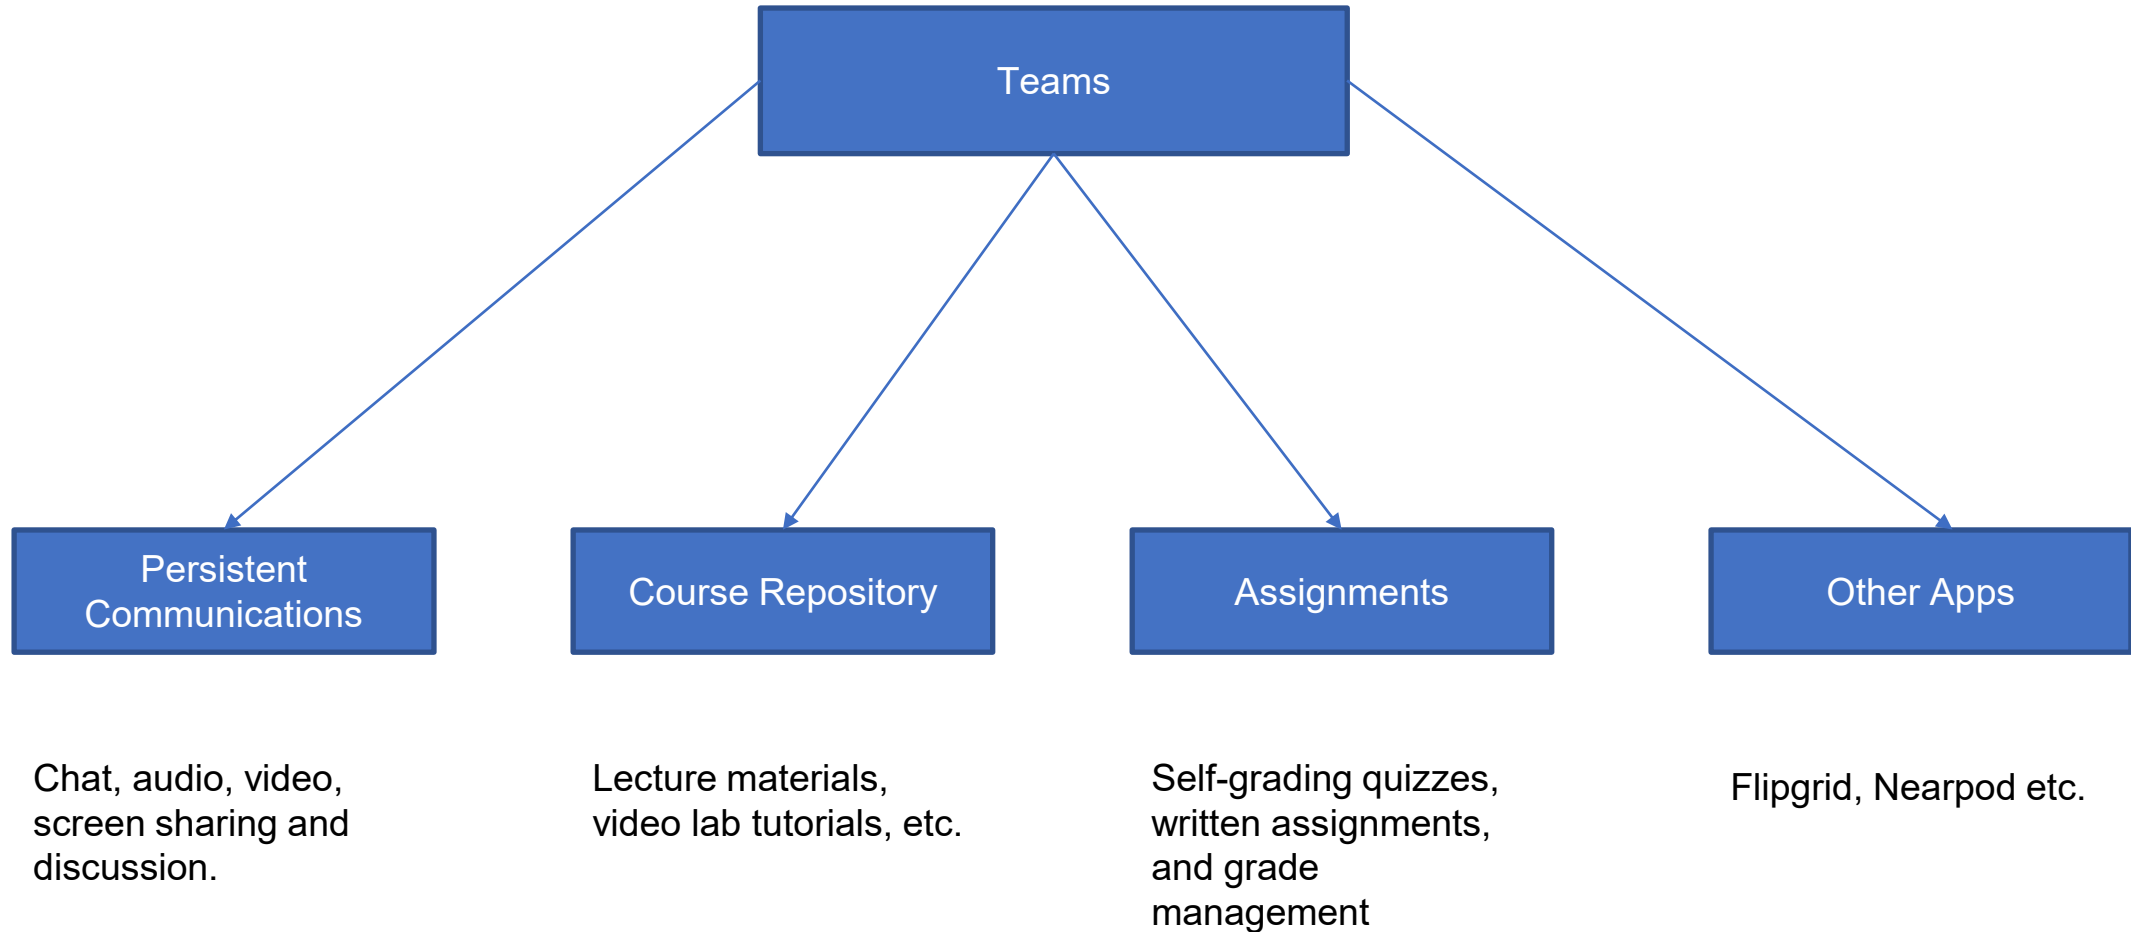 Teams
Persistent
Communications
Course Repository
Assignments
Other Apps
Chat, audio, video,
screen sharing and
discussion.
Lecture materials,
video lab tutorials, etc.
Self-grading quizzes,
written assignments,
and grade
management
Flipgrid, Nearpod etc.